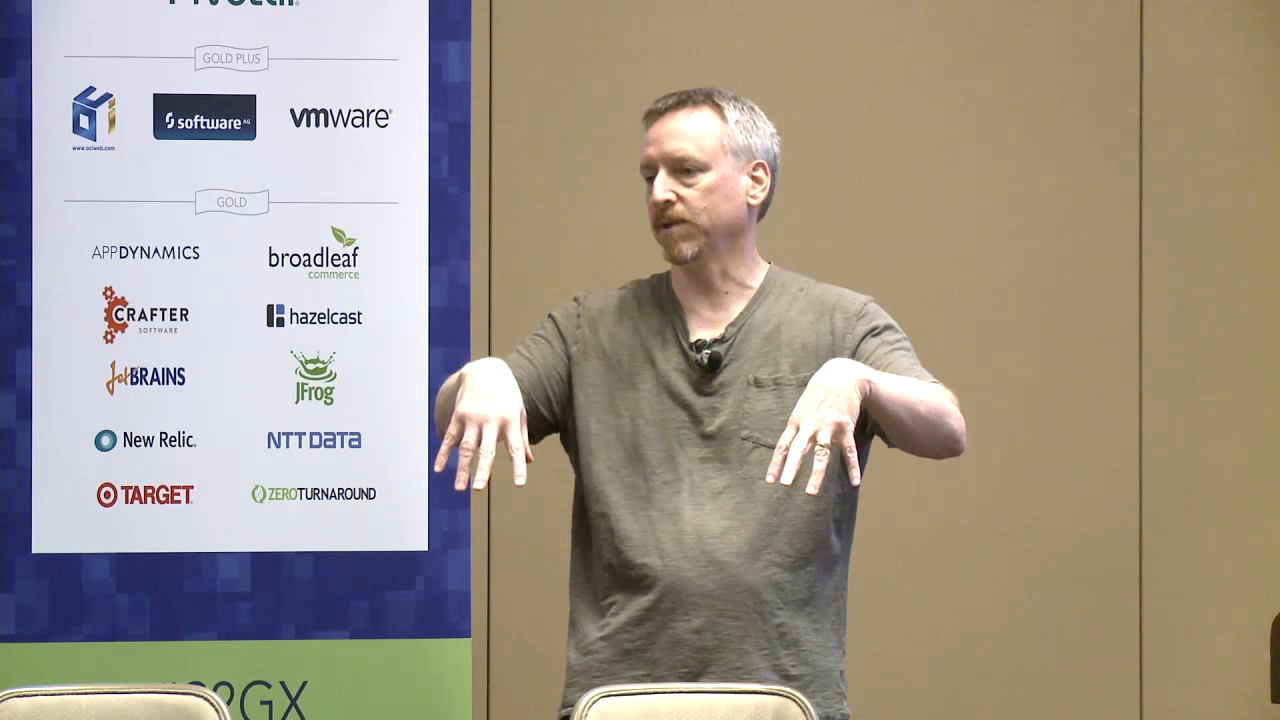 GOLD PLUS
www.ociweb.com
software AG
vmware®
GOLD
APPDYNAMICS
broadleaf
commerce
CRAFTER
SOFTWARE
hazelcast
JetBRAINS
JFrog
New Relic.
NTT DATA
TARGET
ZEROTURNAROUND
2GX